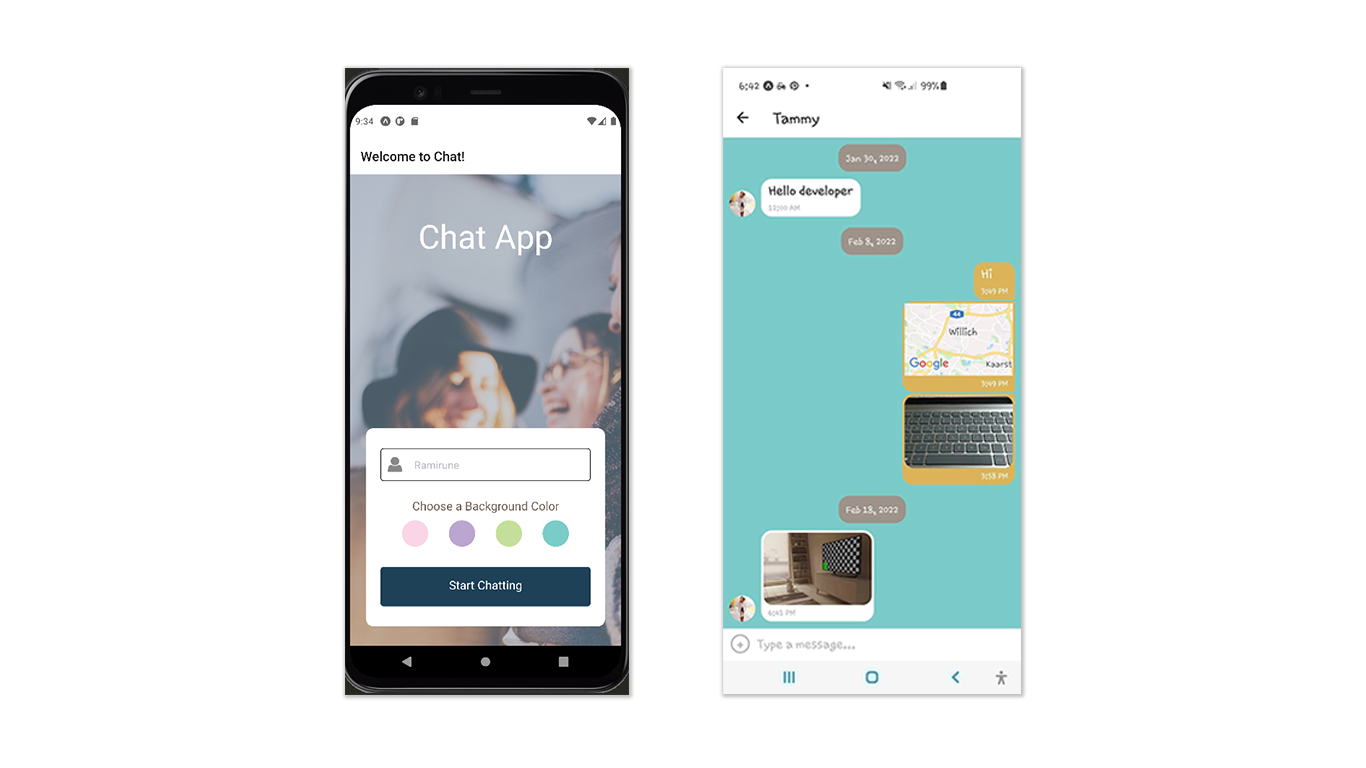 9:34
Welcome to Chat!
Chat App
Ramirune
Choose a Background Color
Start Chatting
6:42
99%
Tammy
Jan 30, 2022
Hello developer
12:00 AM
Feb 8, 2022
Hi
3:49 PM
44
Willich
Google
Kaarst
3:49 PM
3:58 PM
Feb 13, 2022
6:41 PM
Type a message...